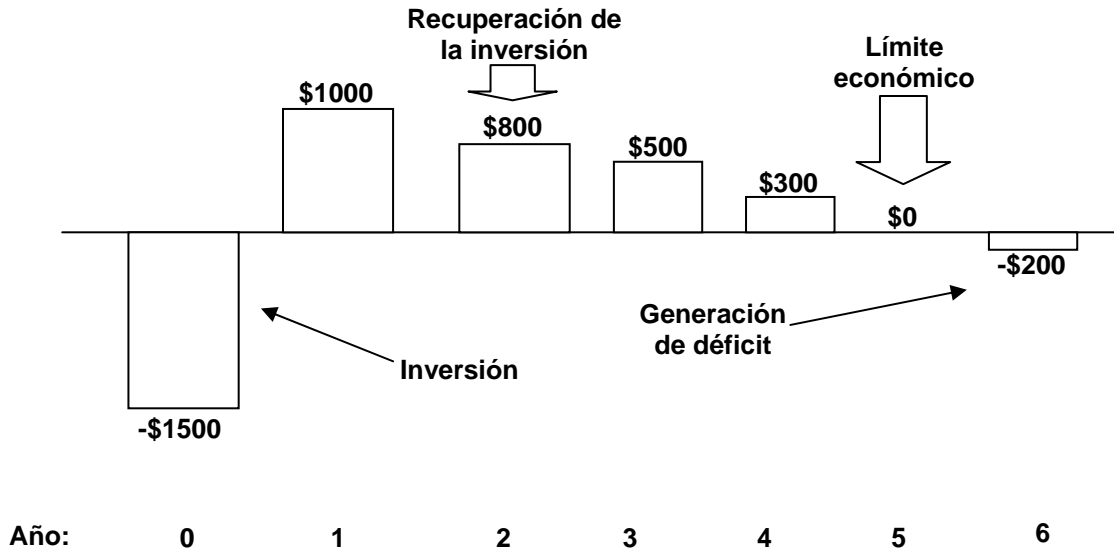 Recuperación de
la inversión
Límite
económico
$1000
$800
$500
$300
$0
-$200
Generación
de déficit
Inversión
-$1500
Año: 0 1 2 3 4 5 6